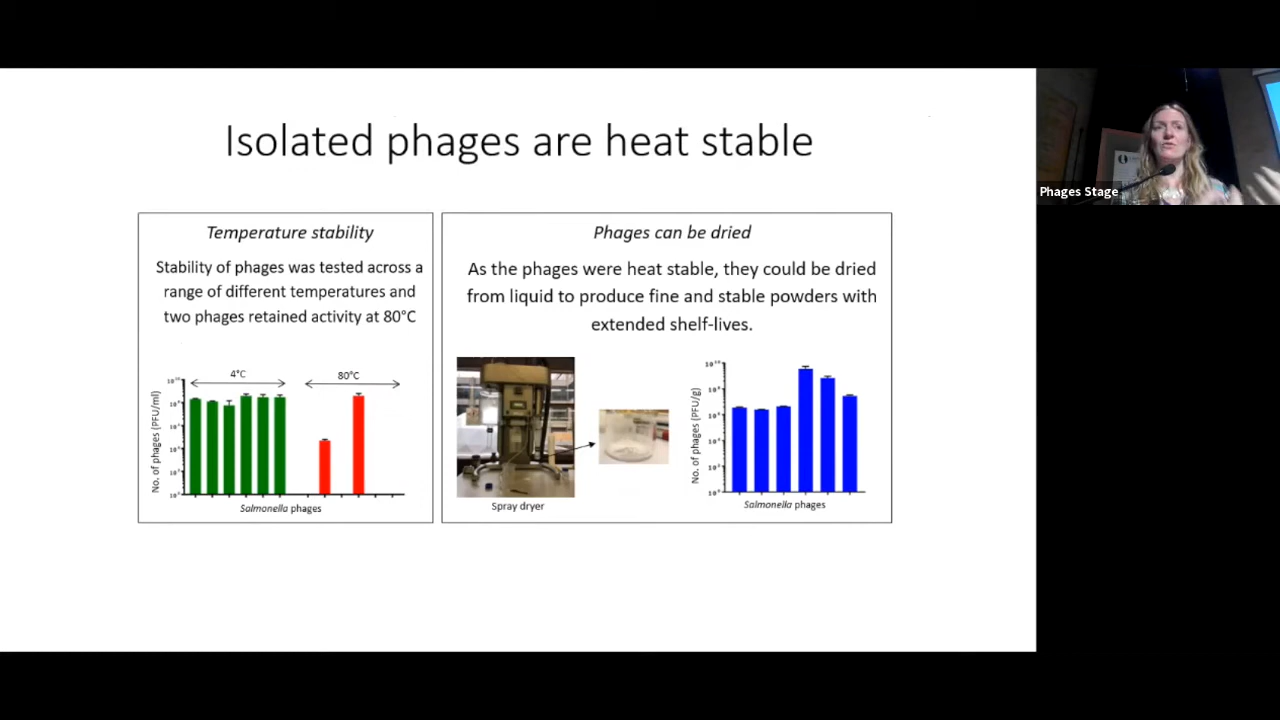 Isolated phages are heat stable
Phages Stage
Temperature stability
Stability of phages was tested across a
range of different temperatures and
two phages retained activity at 80°C
4°C
80°C
No. of phages (PFU/ml)
Salmonella phages
Phages can be dried
As the phages were heat stable, they could be dried
from liquid to produce fine and stable powders with
extended shelf-lives.
Spray dryer
No. of phages (PFU/g)
Salmonella phages